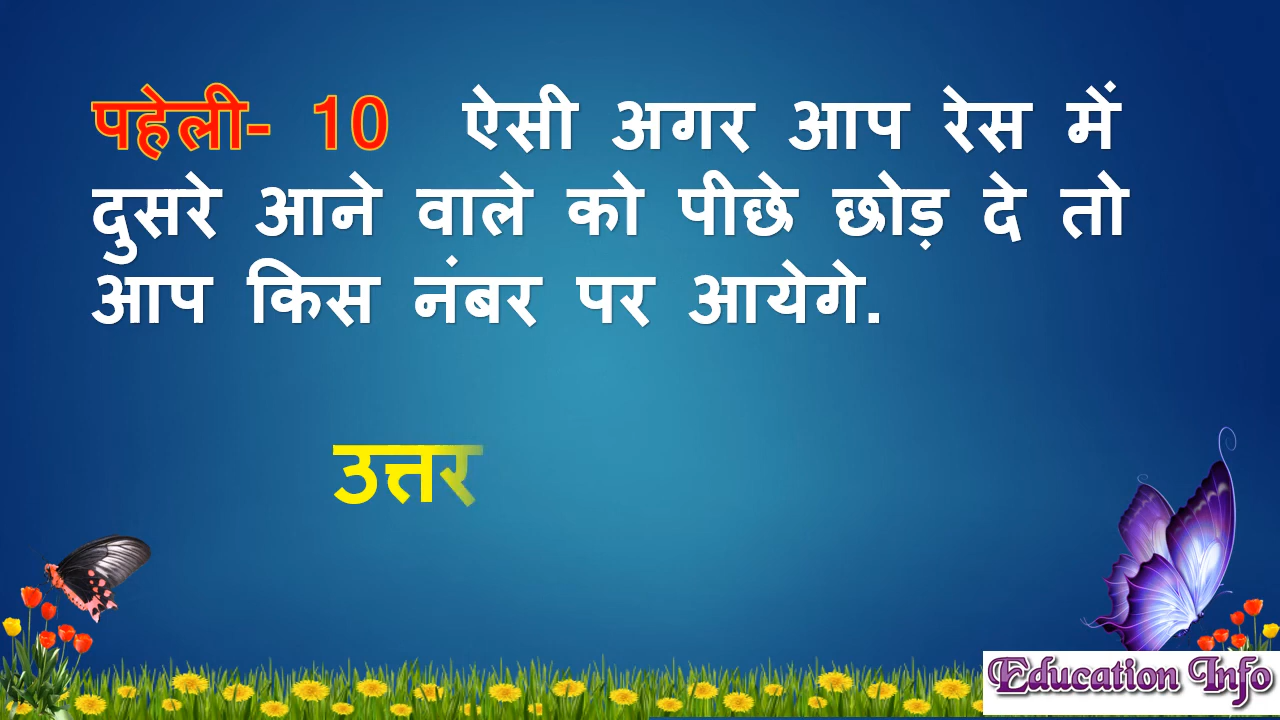 पहेली- 10 ऐसी अगर आप रेस में
दुसरे आने वाले को पीछे छोड़ दे तो
आप किस नंबर पर आयेगे.
उत्तर
Education Info